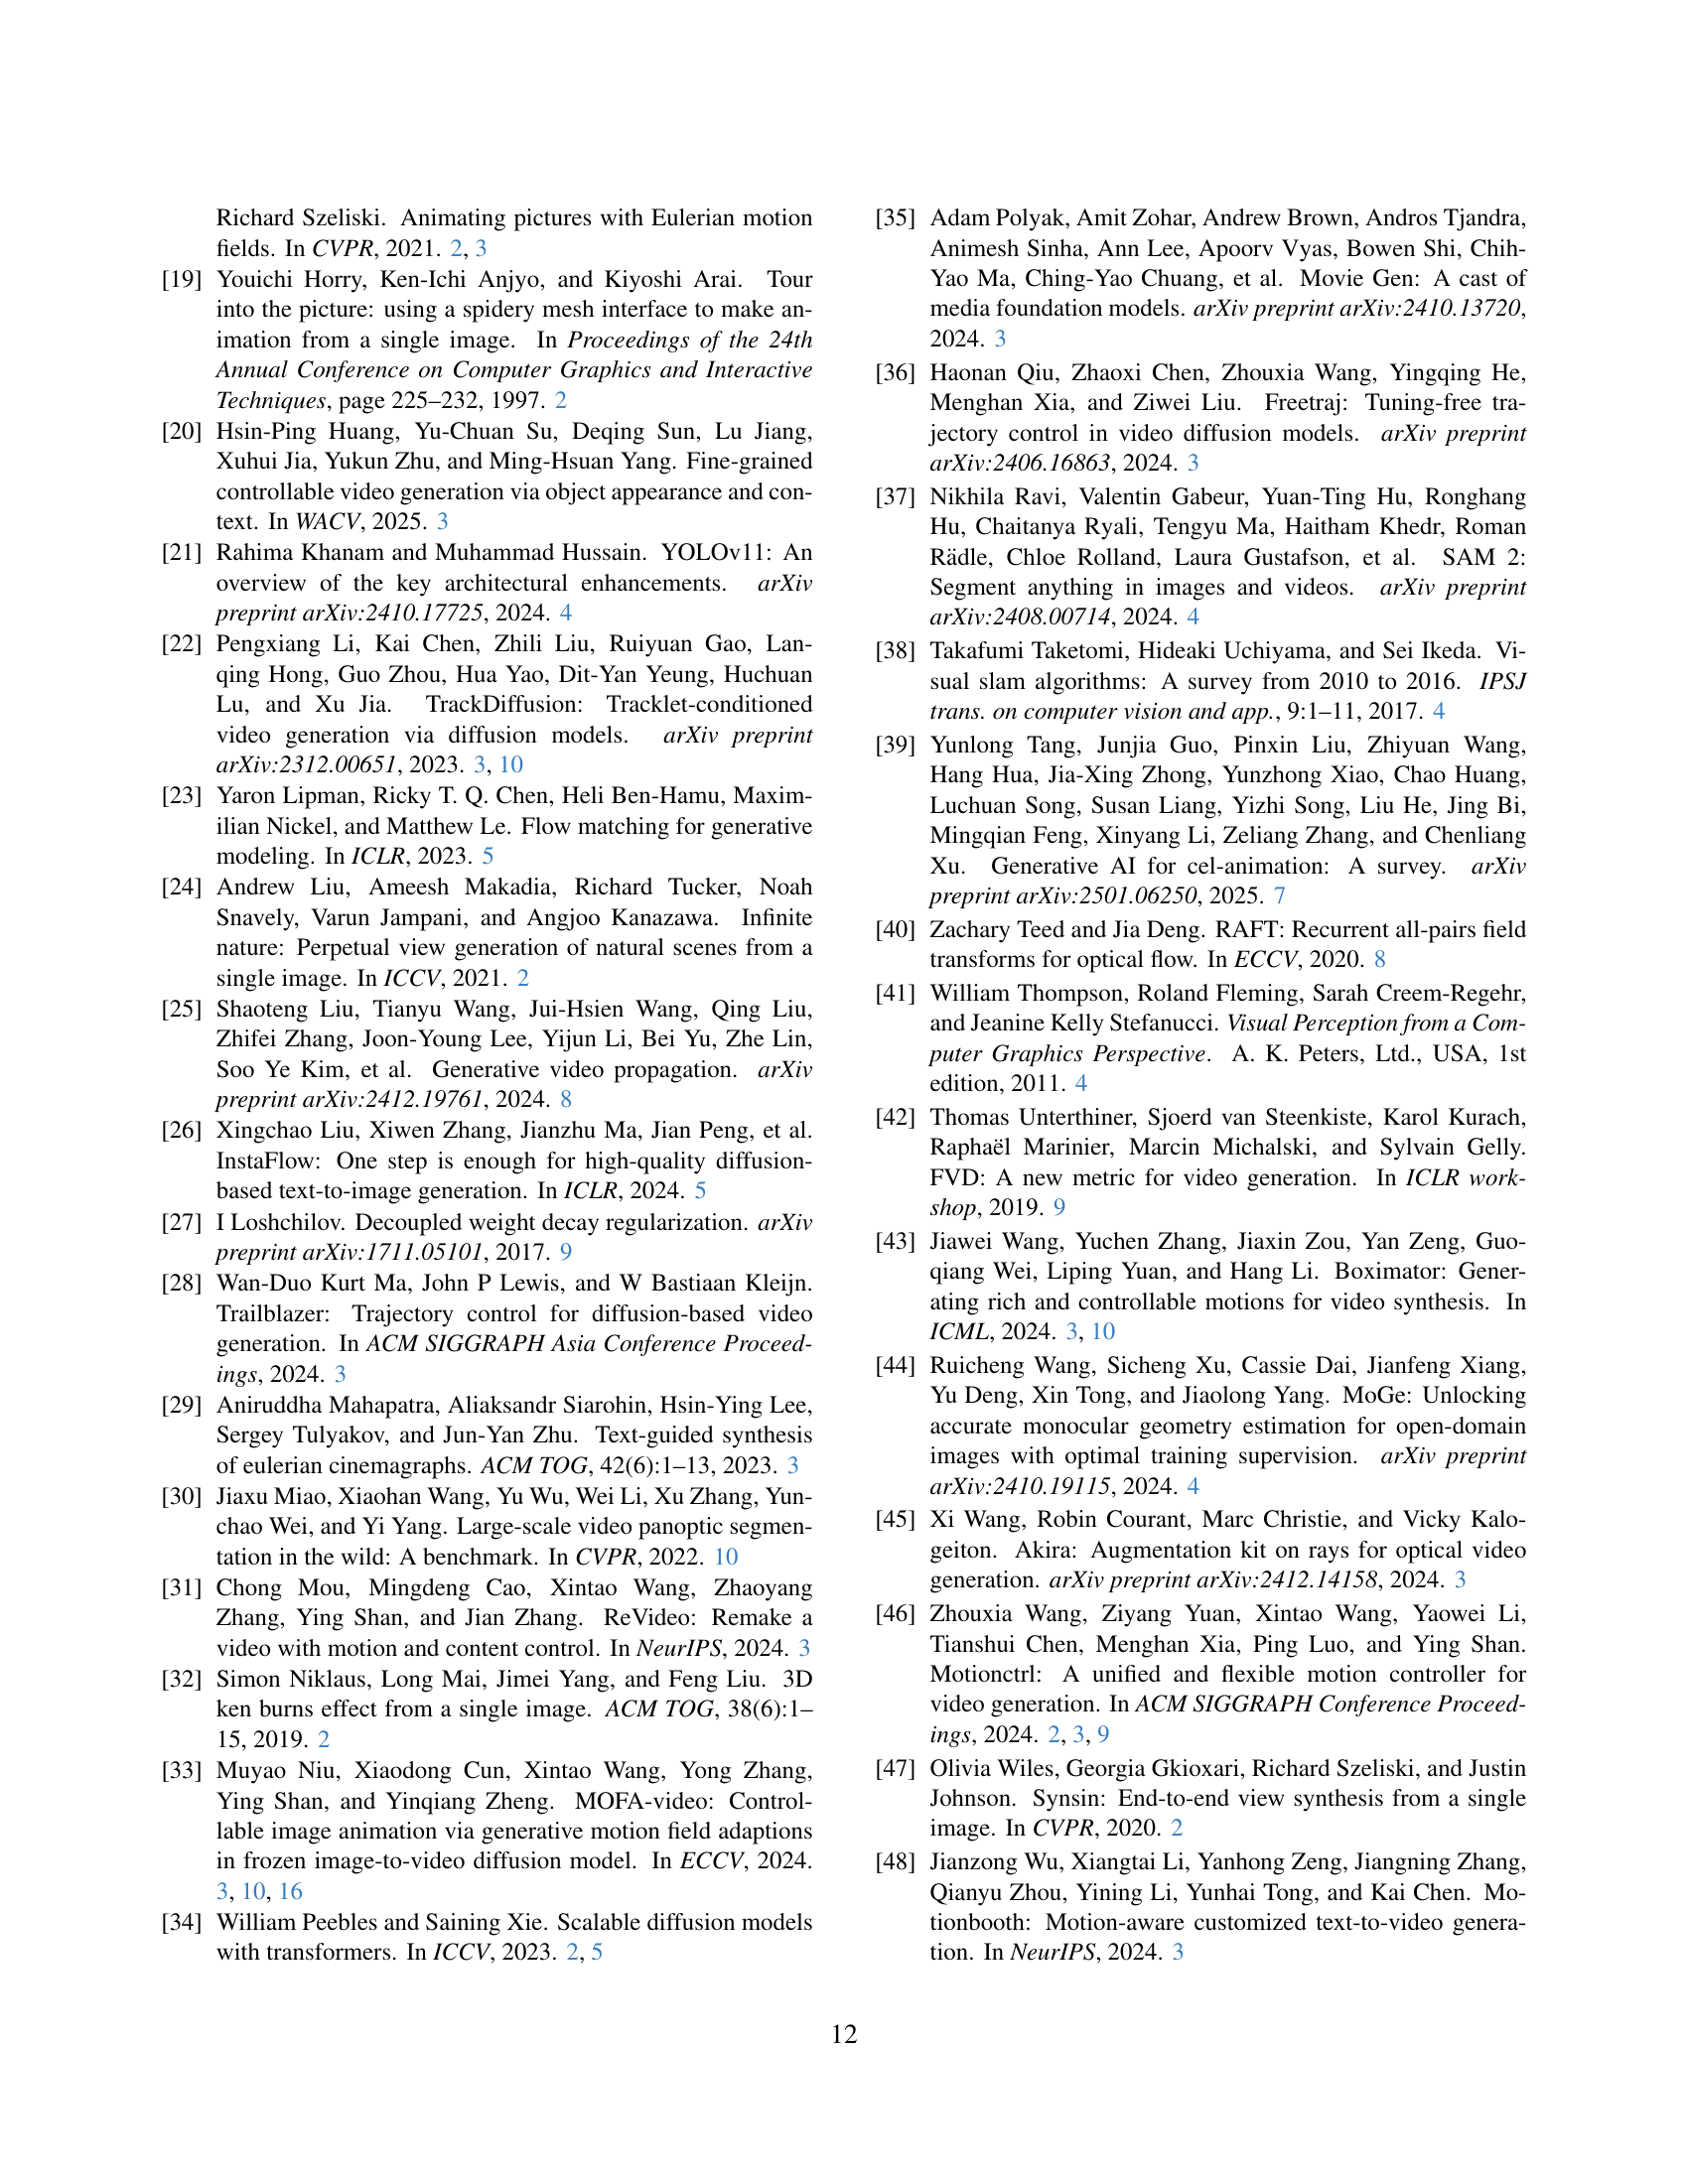 Richard Szeliski. Animating pictures with Eulerian motion
fields. In CVPR, 2021. 2, 3
[19] Youichi Horry, Ken-Ichi Anjyo, and Kiyoshi Arai. Tour
into the picture: using a spidery mesh interface to make an-
imation from a single image. In Proceedings of the 24th
Annual Conference on Computer Graphics and Interactive
Techniques, page 225–232, 1997. 2
[20] Hsin-Ping Huang, Yu-Chuan Su, Deqing Sun, Lu Jiang,
Xuhui Jia, Yukun Zhu, and Ming-Hsuan Yang. Fine-grained
controllable video generation via object appearance and con-
text. In WACV, 2025. 3
[21] Rahima Khanam and Muhammad Hussain. YOLOv11: An
overview of the key architectural enhancements. arXiv
preprint arXiv:2410.17725, 2024. 4
[22] Pengxiang Li, Kai Chen, Zhili Liu, Ruiyuan Gao, Lan-
qing Hong, Guo Zhou, Hua Yao, Dit-Yan Yeung, Huchuan
Lu, and Xu Jia. TrackDiffusion: Tracklet-conditioned
video generation via diffusion models. arXiv preprint
arXiv:2312.00651, 2023. 3, 10
[23] Yaron Lipman, Ricky T. Q. Chen, Heli Ben-Hamu, Maxim-
ilian Nickel, and Matthew Le. Flow matching for generative
modeling. In ICLR, 2023. 5
[24] Andrew Liu, Ameesh Makadia, Richard Tucker, Noah
Snavely, Varun Jampani, and Angjoo Kanazawa. Infinite
nature: Perpetual view generation of natural scenes from a
single image. In ICCV, 2021. 2
[25] Shaoteng Liu, Tianyu Wang, Jui-Hsien Wang, Qing Liu,
Zhifei Zhang, Joon-Young Lee, Yijun Li, Bei Yu, Zhe Lin,
Soo Ye Kim, et al. Generative video propagation. arXiv
preprint arXiv:2412.19761, 2024. 8
[26] Xingchao Liu, Xiwen Zhang, Jianzhu Ma, Jian Peng, et al.
InstaFlow: One step is enough for high-quality diffusion-
based text-to-image generation. In ICLR, 2024. 5
[27] I Loshchilov. Decoupled weight decay regularization. arXiv
preprint arXiv:1711.05101, 2017. 9
[28] Wan-Duo Kurt Ma, John P Lewis, and W Bastiaan Kleijn.
Trailblazer: Trajectory control for diffusion-based video
generation. In ACM SIGGRAPH Asia Conference Proceed-
ings, 2024. 3
[29] Aniruddha Mahapatra, Aliaksandr Siarohin, Hsin-Ying Lee,
Sergey Tulyakov, and Jun-Yan Zhu. Text-guided synthesis
of eulerian cinemagraphs. ACM TOG, 42(6):1–13, 2023. 3
[30] Jiaxu Miao, Xiaohan Wang, Yu Wu, Wei Li, Xu Zhang, Yun-
chao Wei, and Yi Yang. Large-scale video panoptic segmen-
tation in the wild: A benchmark. In CVPR, 2022. 10
[31] Chong Mou, Mingdeng Cao, Xintao Wang, Zhaoyang
Zhang, Ying Shan, and Jian Zhang. ReVideo: Remake a
video with motion and content control. In NeurIPS, 2024. 3
[32] Simon Niklaus, Long Mai, Jimei Yang, and Feng Liu. 3D
ken burns effect from a single image. ACM TOG, 38(6):1–
15, 2019. 2
[33] Muyao Niu, Xiaodong Cun, Xintao Wang, Yong Zhang,
Ying Shan, and Yinqiang Zheng. MOFA-video: Control-
lable image animation via generative motion field adaptions
in frozen image-to-video diffusion model. In ECCV, 2024.
3, 10, 16
[34] William Peebles and Saining Xie. Scalable diffusion models
with transformers. In ICCV, 2023. 2, 5
[35] Adam Polyak, Amit Zohar, Andrew Brown, Andros Tjandra,
Animesh Sinha, Ann Lee, Apoorv Vyas, Bowen Shi, Chih-
Yao Ma, Ching-Yao Chuang, et al. Movie Gen: A cast of
media foundation models. arXiv preprint arXiv:2410.13720,
2024. 3
[36] Haonan Qiu, Zhaoxi Chen, Zhouxia Wang, Yingqing He,
Menghan Xia, and Ziwei Liu. Freetraj: Tuning-free tra-
jectory control in video diffusion models. arXiv preprint
arXiv:2406.16863, 2024. 3
[37] Nikhila Ravi, Valentin Gabeur, Yuan-Ting Hu, Ronghang
Hu, Chaitanya Ryali, Tengyu Ma, Haitham Khedr, Roman
Rädle, Chloe Rolland, Laura Gustafson, et al. SAM 2:
Segment anything in images and videos. arXiv preprint
arXiv:2408.00714, 2024. 4
[38] Takafumi Taketomi, Hideaki Uchiyama, and Sei Ikeda. Vi-
sual slam algorithms: A survey from 2010 to 2016. IPSJ
trans. on computer vision and app., 9:1–11, 2017. 4
[39] Yunlong Tang, Junjia Guo, Pinxin Liu, Zhiyuan Wang,
Hang Hua, Jia-Xing Zhong, Yunzhong Xiao, Chao Huang,
Luchuan Song, Susan Liang, Yizhi Song, Liu He, Jing Bi,
Mingqian Feng, Xinyang Li, Zeliang Zhang, and Chenliang
Xu. Generative AI for cel-animation: A survey. arXiv
preprint arXiv:2501.06250, 2025. 7
[40] Zachary Teed and Jia Deng. RAFT: Recurrent all-pairs field
transforms for optical flow. In ECCV, 2020. 8
[41] William Thompson, Roland Fleming, Sarah Creem-Regehr,
and Jeanine Kelly Stefanucci. Visual Perception from a Com-
puter Graphics Perspective. A. K. Peters, Ltd., USA, 1st
edition, 2011. 4
[42] Thomas Unterthiner, Sjoerd van Steenkiste, Karol Kurach,
Raphaël Marinier, Marcin Michalski, and Sylvain Gelly.
FVD: A new metric for video generation. In ICLR work-
shop, 2019. 9
[43] Jiawei Wang, Yuchen Zhang, Jiaxin Zou, Yan Zeng, Guo-
qiang Wei, Liping Yuan, and Hang Li. Boximator: Gener-
ating rich and controllable motions for video synthesis. In
ICML, 2024. 3, 10
[44] Ruicheng Wang, Sicheng Xu, Cassie Dai, Jianfeng Xiang,
Yu Deng, Xin Tong, and Jiaolong Yang. MoGe: Unlocking
accurate monocular geometry estimation for open-domain
images with optimal training supervision. arXiv preprint
arXiv:2410.19115, 2024. 4
[45] Xi Wang, Robin Courant, Marc Christie, and Vicky Kalo-
geiton. Akira: Augmentation kit on rays for optical video
generation. arXiv preprint arXiv:2412.14158, 2024. 3
[46] Zhouxia Wang, Ziyang Yuan, Xintao Wang, Yaowei Li,
Tianshui Chen, Menghan Xia, Ping Luo, and Ying Shan.
Motionctrl: A unified and flexible motion controller for
video generation. In ACM SIGGRAPH Conference Proceed-
ings, 2024. 2, 3, 9
[47] Olivia Wiles, Georgia Gkioxari, Richard Szeliski, and Justin
Johnson. Synsin: End-to-end view synthesis from a single
image. In CVPR, 2020. 2
[48] Jianzong Wu, Xiangtai Li, Yanhong Zeng, Jiangning Zhang,
Qianyu Zhou, Yining Li, Yunhai Tong, and Kai Chen. Mo-
tionbooth: Motion-aware customized text-to-video genera-
tion. In NeurIPS, 2024. 3
12